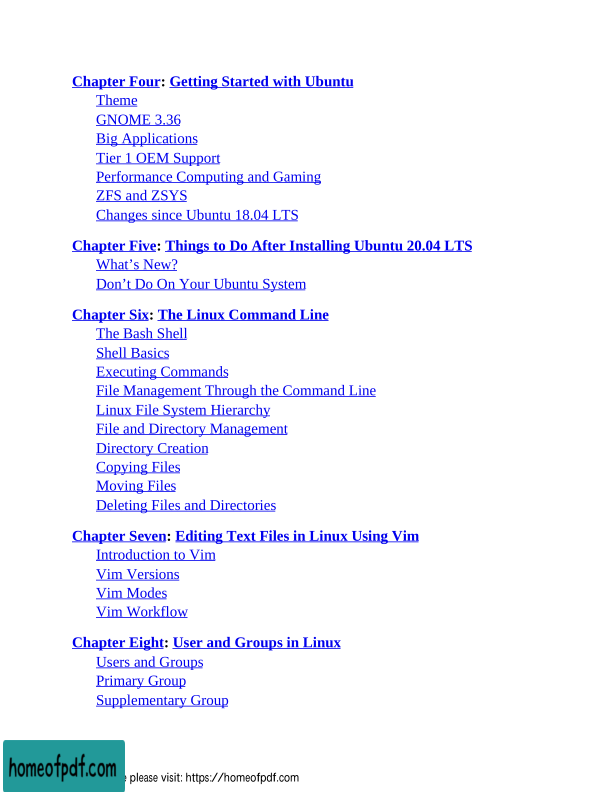 Chapter Four: Getting Started with Ubuntu
Theme
GNOME 3.36
Big Applications
Tier 1 OEM Support
Performance Computing and Gaming
ZFS and ZSYS
Changes since Ubuntu 18.04 LTS
Chapter Five: Things to Do After Installing Ubuntu 20.04 LTS
What’s New?
Don’t Do On Your Ubuntu System
Chapter Six: The Linux Command Line
The Bash Shell
Shell Basics
Executing Commands
File Management Through the Command Line
Linux File System Hierarchy
File and Directory Management
Directory Creation
Copying Files
Moving Files
Deleting Files and Directories
Chapter Seven: Editing Text Files in Linux Using Vim
Introduction to Vim
Vim Versions
Vim Modes
Vim Workflow
Chapter Eight: User and Groups in Linux
Users and Groups
Primary Group
Supplementary Group
homeofpdf.com
please visit: https://homeofpdf.com